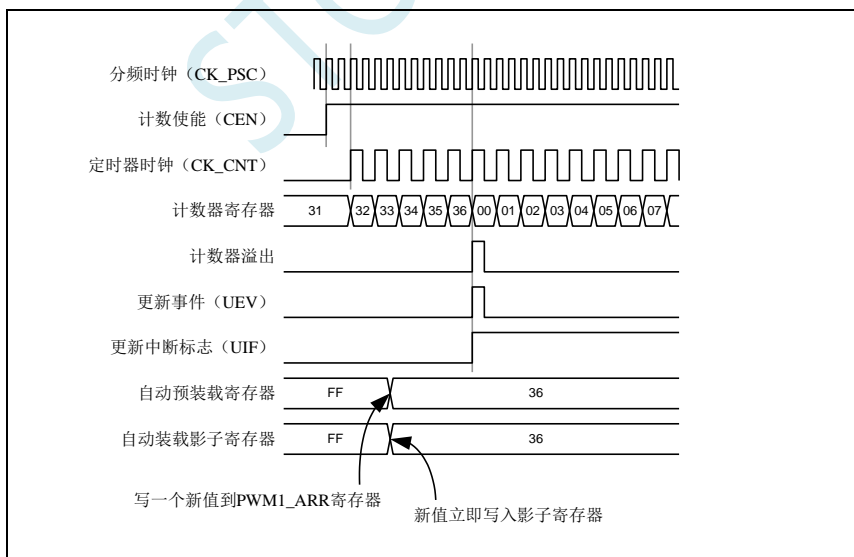 STC
分频时钟（CK_PSC）
计数使能（CEN）
定时器时钟（CK_CNT）
计数器寄存器 31 32 33 34 35 36 00 01 02 03 04 05 06 07
计数器溢出
更新事件（UEV）
更新中断标志（UIF）
自动预装载寄存器 FF 36
自动装载影子寄存器 FF 36
写一个新值到PWM1_ARR寄存器
新值立即写入影子寄存器